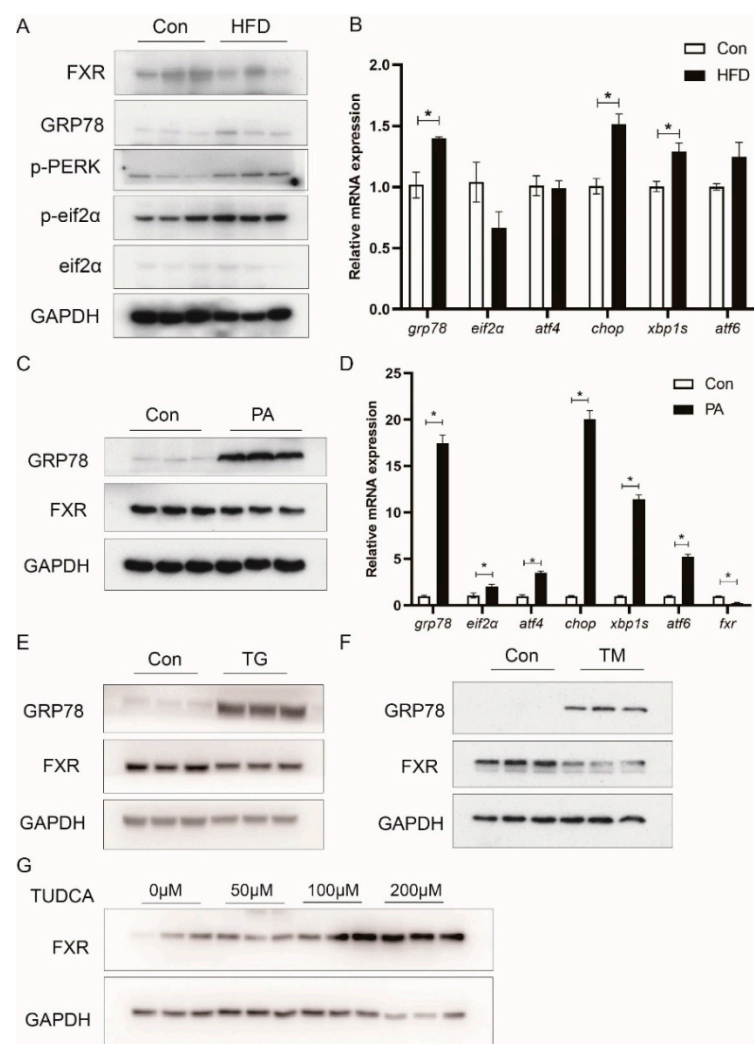 A
Con HFD
FXR
GRP78
p-PERK
p-eif2α
eif2α
GAPDH
B
Con
HFD
Relative mRNA expression
2.0
1.5
1.0
0.5
0.0
* * *
grp78 eif2α atf4 chop xbp1s atf6
C
Con PA
GRP78
FXR
GAPDH
D
Con
PA
Relative mRNA expression
25
20
15
10
5
0
* * * * * * *
grp78 eif2α atf4 chop xbp1s atf6 fxr
E
Con TG
GRP78
FXR
GAPDH
F
Con TM
GRP78
FXR
GAPDH
G
TUDCA 0μM 50μM 100μM 200μM
FXR
GAPDH